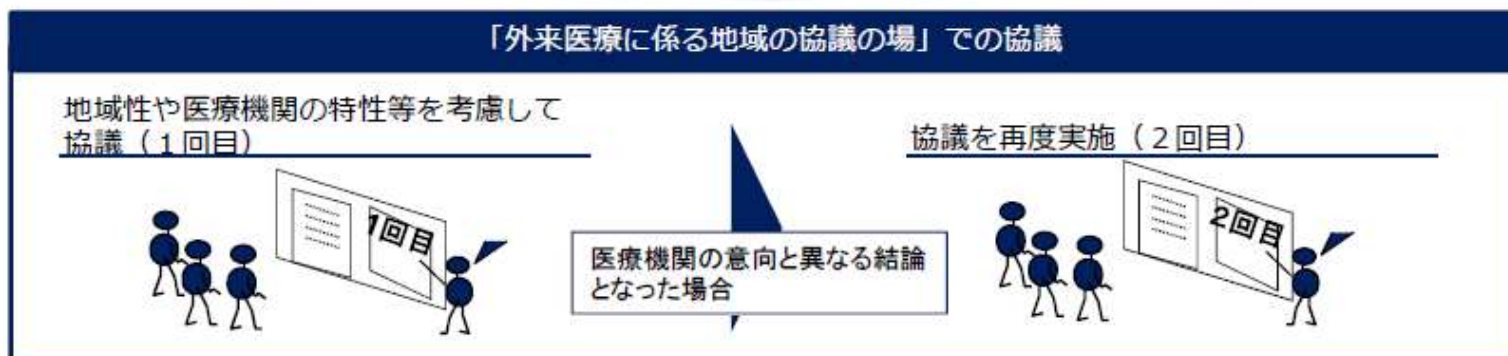 「外来医療に係る地域の協議の場」での協議
地域性や医療機関の特性等を考慮して
協議（１回目）
1回目
医療機関の意向と異なる結論
となった場合
協議を再度実施（２回目）
2回目